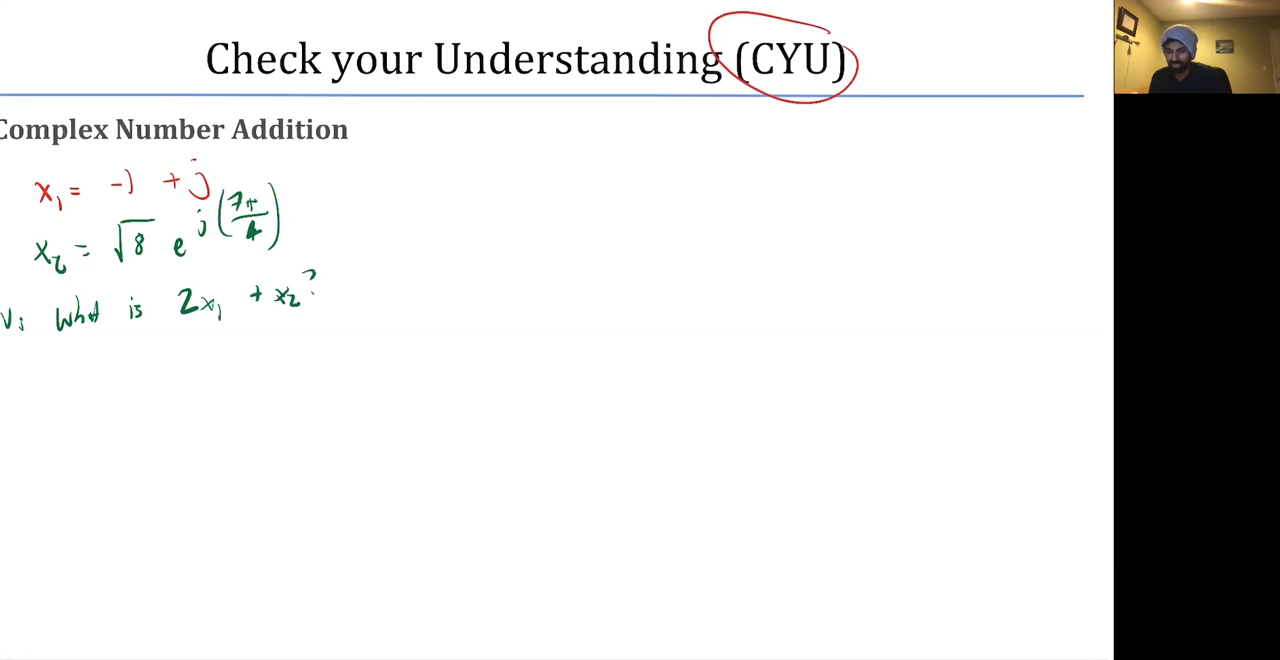 Check your Understanding (CYU)
Complex Number Addition
x₁ = -1 + j
x₂ = √8 e^{j(7π/4)}
What is 2x₁ + x₂?